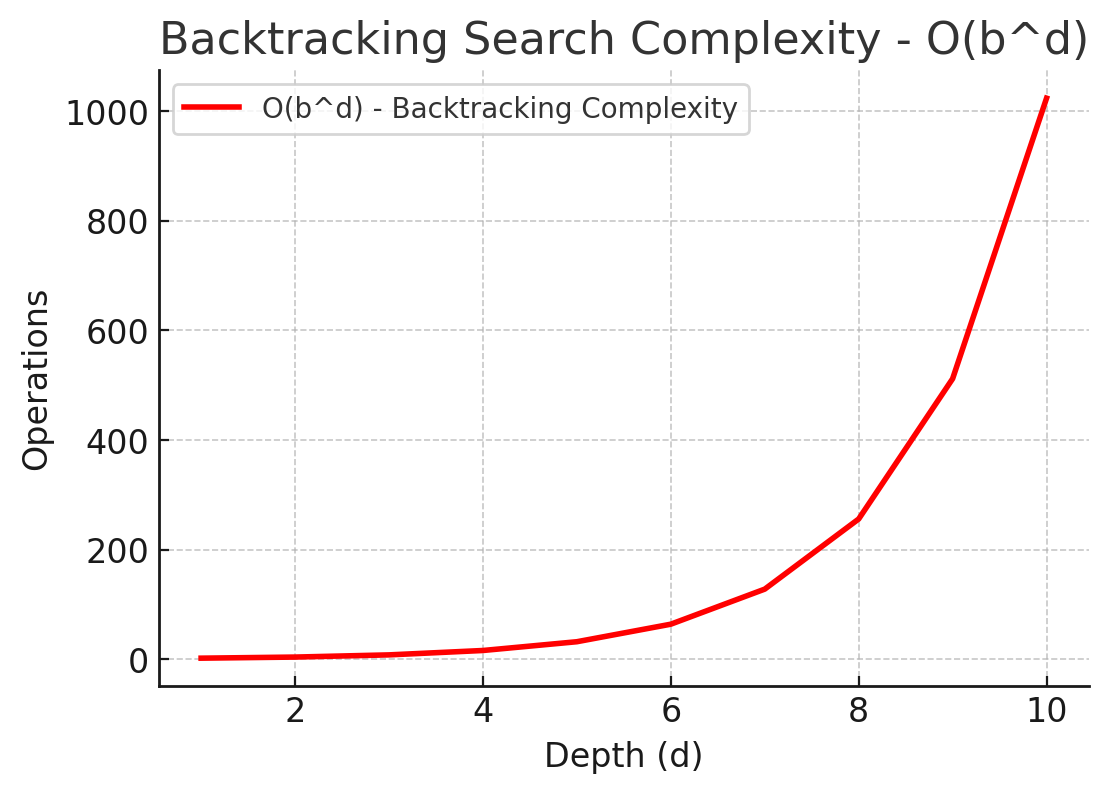 Backtracking Search Complexity - O(b^d)
O(b^d) - Backtracking Complexity
1000
800
600
400
200
0
Operations
2 4 6 8 10
Depth (d)